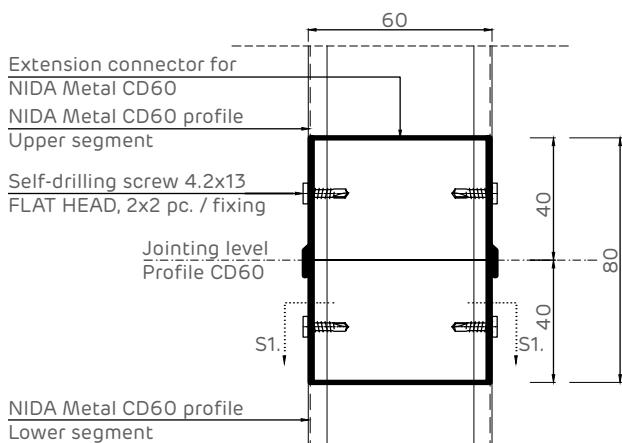 60
Extension connector for
NIDA Metal CD60
NIDA Metal CD60 profile
Upper segment
Self-drilling screw 4.2x13
FLAT HEAD, 2x2 pc. / fixing
40
Jointing level
Profile CD60
80
40
S1.
S1.
NIDA Metal CD60 profile
Lower segment